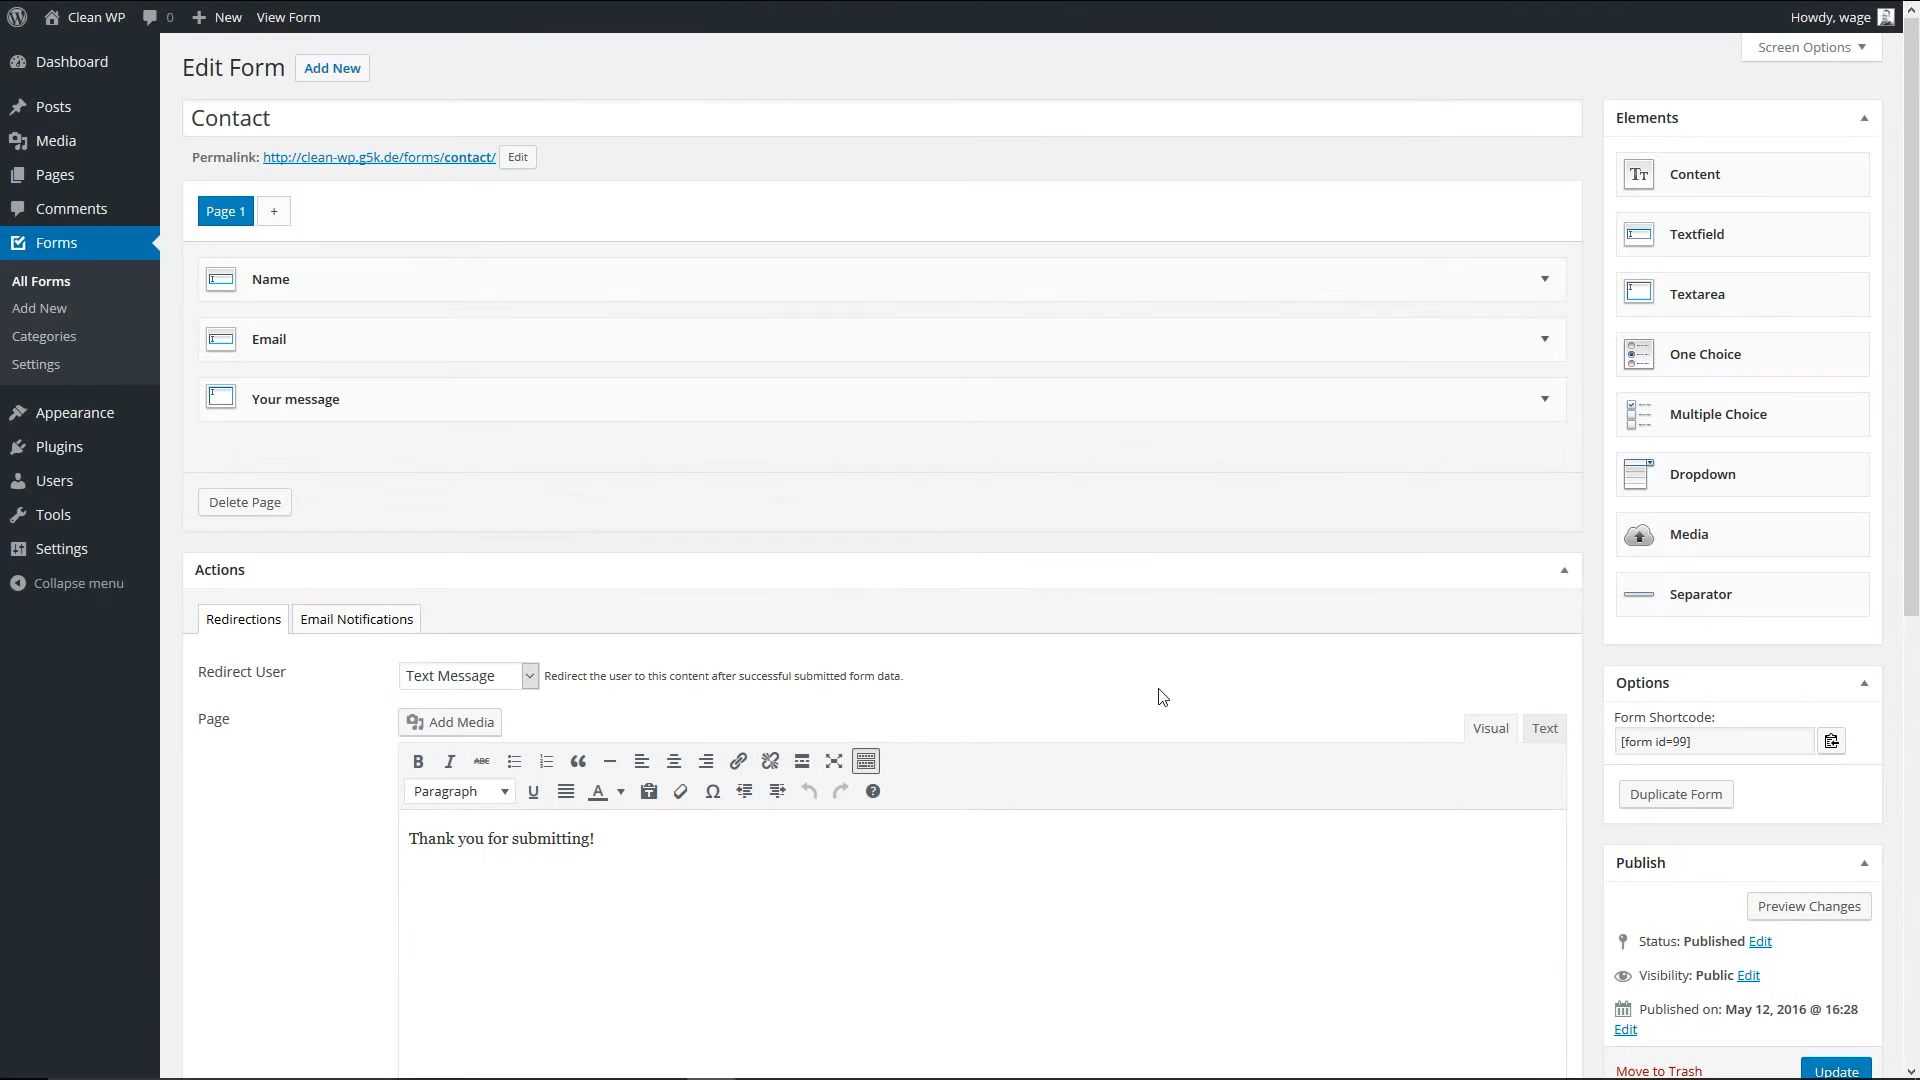 Clean WP 0 New View Form Howdy, wage
Screen Options
Dashboard
Posts
Media
Pages
Comments
Forms
All Forms
Add New
Categories
Settings
Appearance
Plugins
Users
Tools
Settings
Collapse menu
Edit Form Add New
Contact
Permalink: http://clean-wp.g5k.de/forms/contact/ Edit
Page 1 +
Name
Email
Your message
Delete Page
Actions
Redirections Email Notifications
Redirect User Text Message Redirect the user to this content after successful submitted form data.
Page Add Media Visual Text
B I ABC
Paragraph U A Ω ?
Thank you for submitting!
Elements
Content
Textfield
Textarea
One Choice
Multiple Choice
Dropdown
Media
Separator
Options
Form Shortcode:
[form id=99]
Duplicate Form
Publish
Preview Changes
Status: Published Edit
Visibility: Public Edit
Published on: May 12, 2016 @ 16:28
Edit
Move to Trash Update